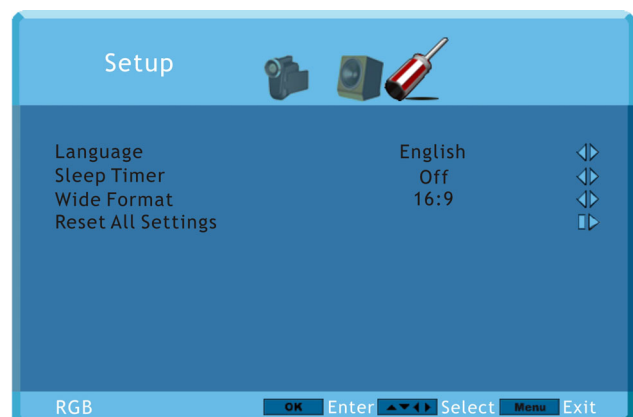 Setup
Language English
Sleep Timer Off
Wide Format 16:9
Reset All Settings
RGB OK Enter Select Menu Exit